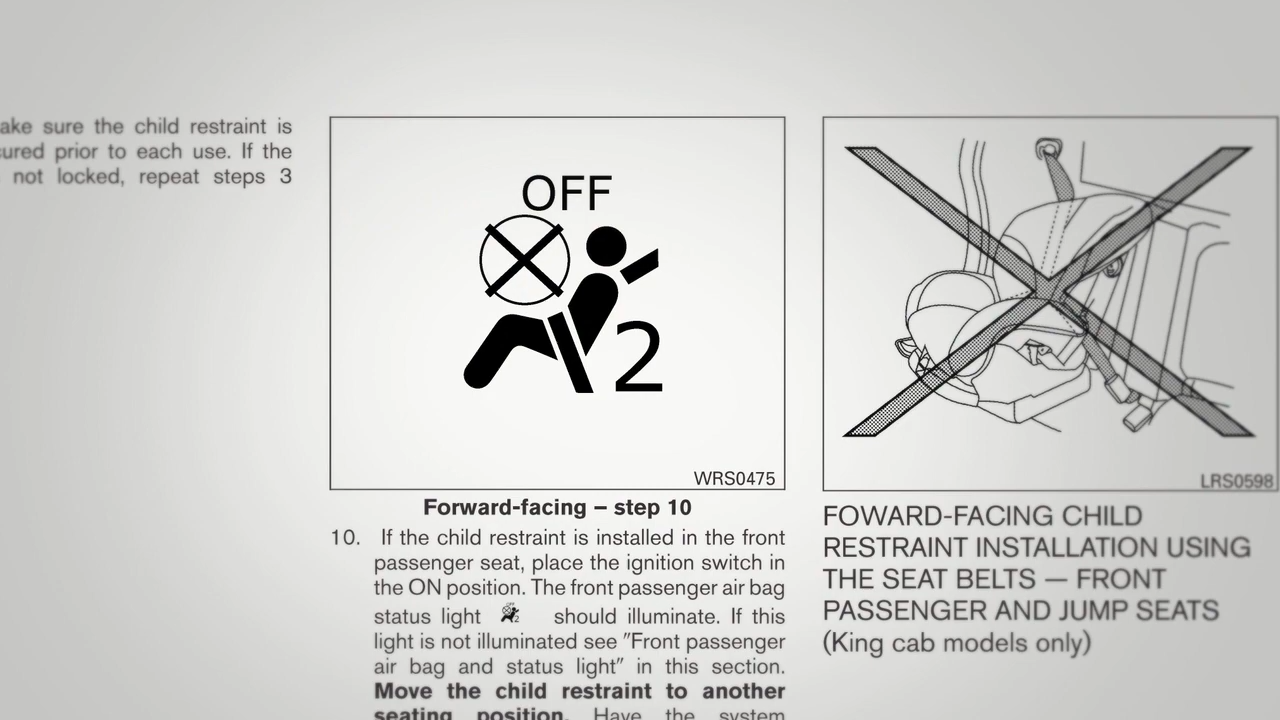 ake sure the child restraint is
ured prior to each use. If the
not locked, repeat steps 3
OFF
2
WRS0475
Forward-facing – step 10
10. If the child restraint is installed in the front
passenger seat, place the ignition switch in
the ON position. The front passenger air bag
status light should illuminate. If this
light is not illuminated see "Front passenger
air bag and status light" in this section.
Move the child restraint to another
seating position. Have the system
LRS0598
FOWARD-FACING CHILD
RESTRAINT INSTALLATION USING
THE SEAT BELTS — FRONT
PASSENGER AND JUMP SEATS
(King cab models only)